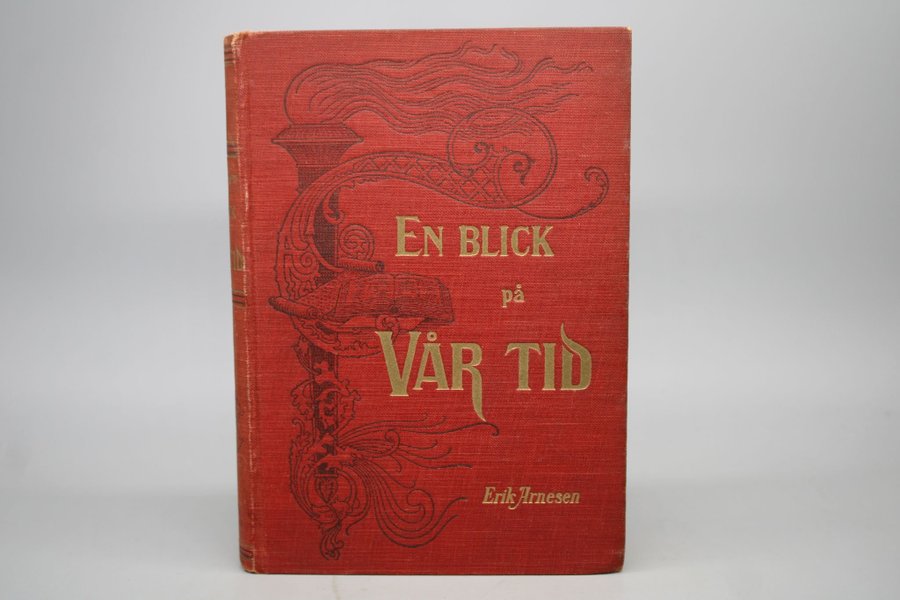 EN BLICK
på
VÅR TID
Erik Arnesen